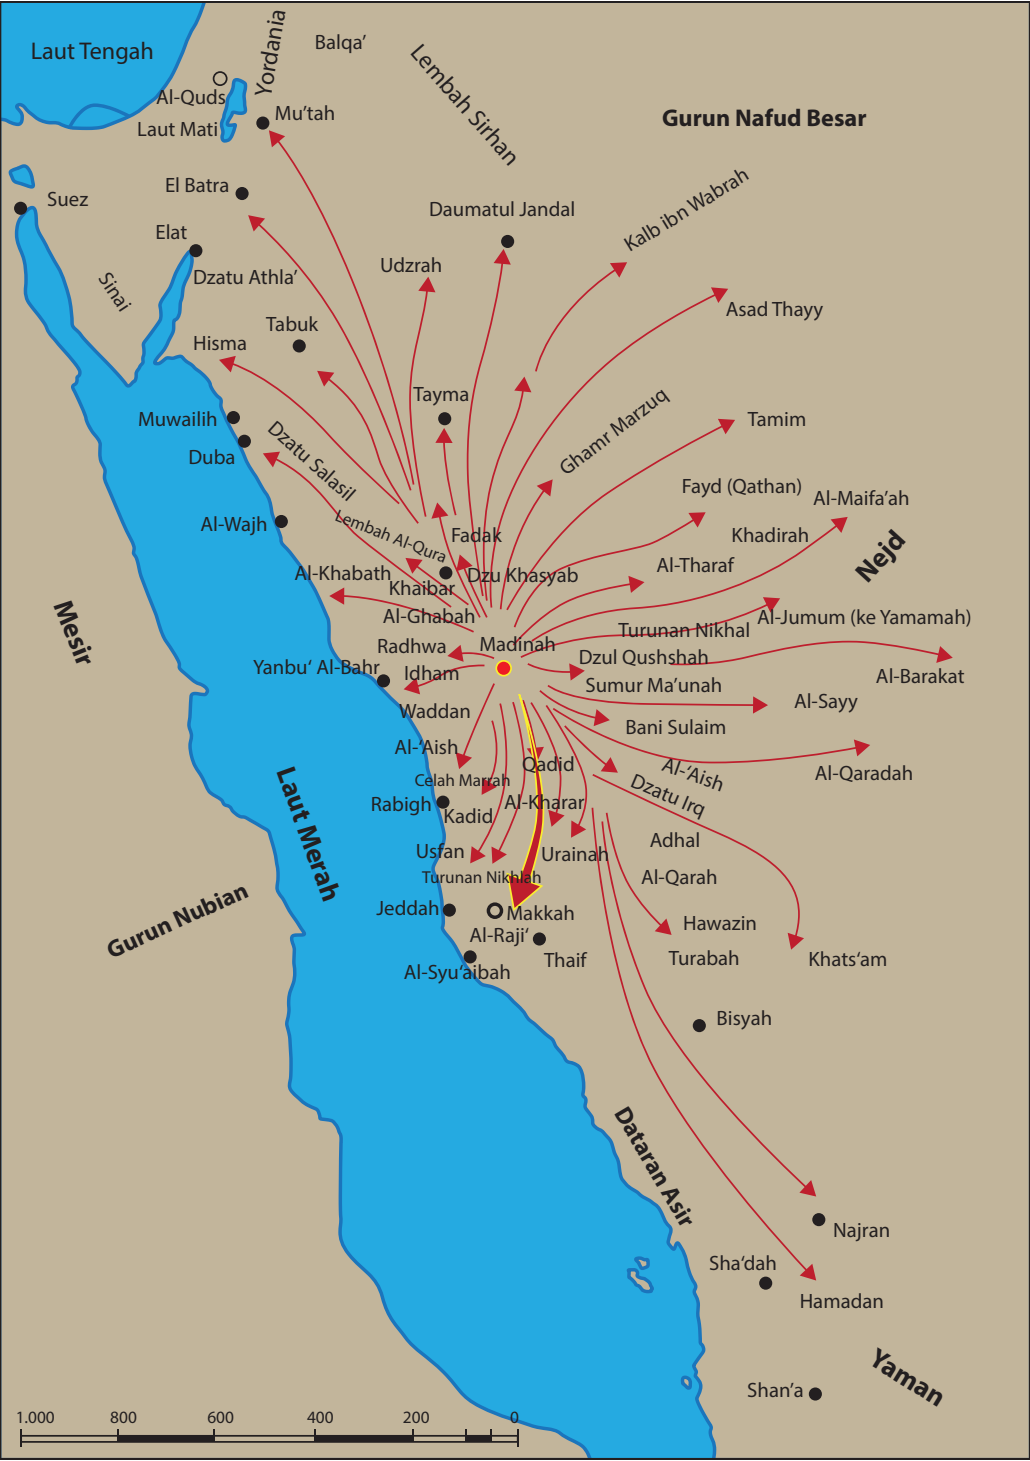 Laut Tengah
Yordania
Balqa’
Lembah Sirhan
Al-Quds
Laut Mati
Mu’tah
Gurun Nafud Besar
El Batra
Suez
Daumatul Jandal
Kalb ibn Wabrah
Elat
Udzrah
Dzatu Athla’
Sinai
Asad Thayy
Tabuk
Hisma
Tayma
Ghamr Marzuq
Muwailih
Tamim
Dzatu Salasil
Duba
Fayd (Qathan)
Al-Maifa’ah
Al-Wajh
Lembah Al-Qura
Fadak
Khadirah
Nejd
Al-Khabath
Khaibar
Dzu Khasyab
Al-Tharaf
Al-Ghabah
Al-Jumum (ke Yamamah)
Mesir
Radhwa
Madinah
Turunan Nikhal
Yanbu‘ Al-Bahr
Idham
Dzul Qushshah
Al-Barakat
Sumur Ma’unah
Al-Sayy
Waddan
Bani Sulaim
Al-‘Aish
Qadid
Al-‘Aish
Al-Qaradah
Celah Marrah
Laut Merah
Rabigh
Kadid
Al-Kharar
Dzatu Irq
Usfan
Urainah
Adhal
Turunan Nikhlah
Al-Qarah
Gurun Nubian
Jeddah
Makkah
Hawazin
Al-Raji‘
Thaif
Turabah
Khats‘am
Al-Syu‘aibah
Bisyah
Dataran Asir
Najran
Sha‘dah
Hamadan
Yaman
Shan‘a
1.000 800 600 400 200 0